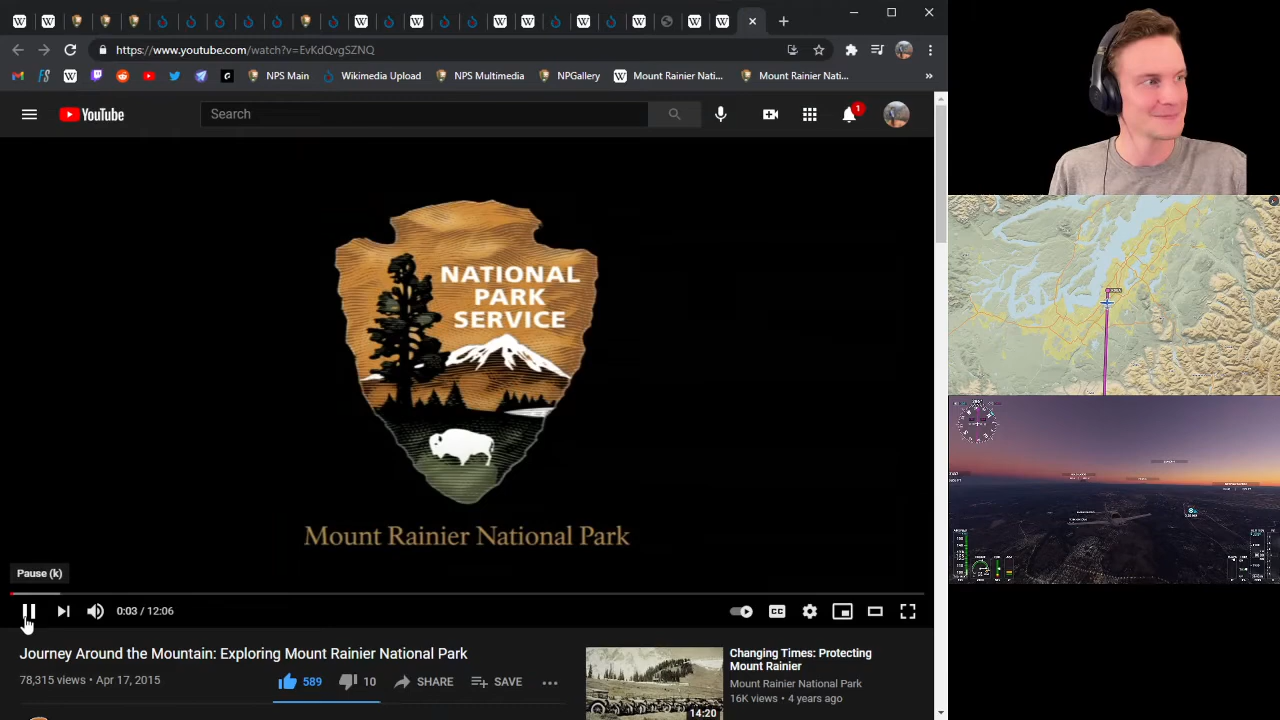 https://www.youtube.com/watch?v=EvKdQvgSZNQ
NPS Main
Wikimedia Upload
NPS Multimedia
NPGallery
Mount Rainier Nati...
Mount Rainier Nati...
»
YouTube
Search
1
NATIONAL
PARK
SERVICE
Mount Rainier National Park
Pause (k)
0:03 / 12:06
CC
Journey Around the Mountain: Exploring Mount Rainier National Park
78,315 views • Apr 17, 2015
589
10
SHARE
SAVE
Changing Times: Protecting
Mount Rainier
Mount Rainier National Park
16K views • 4 years ago
14:20